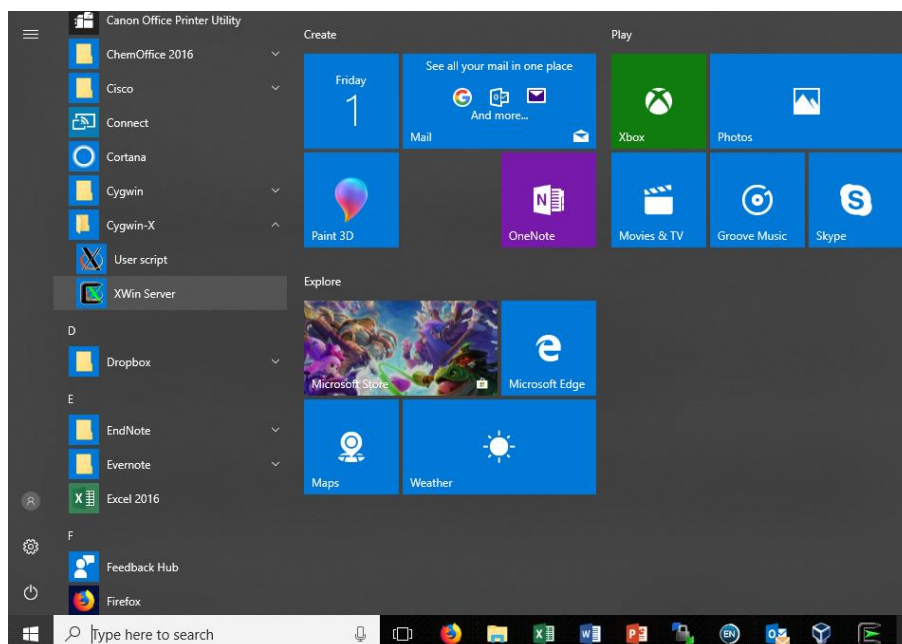 Canon Office Printer Utility
ChemOffice 2016
Cisco
Connect
Cortana
Cygwin
Cygwin-X
User script
XWin Server
D
Dropbox
E
EndNote
Evernote
Excel 2016
F
Feedback Hub
Firefox
Create
Friday
1
See all your mail in one place
And more...
Mail
Paint 3D
N
OneNote
Explore
Microsoft Store
Microsoft Edge
Maps
Weather
Play
Xbox
Photos
Movies & TV
Groove Music
Skype
Type here to search
EN